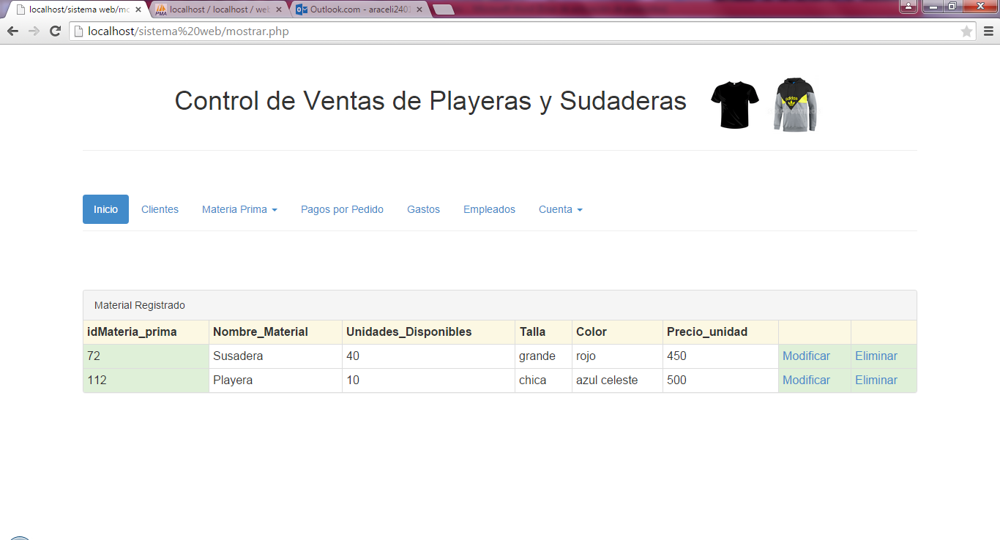 localhost/sistema web/mo
localhost / localhost / web
Outlook.com - araceli240
localhost/sistema%20web/mostrar.php
Control de Ventas de Playeras y Sudaderas
adidas
Inicio Clientes Materia Prima Pagos por Pedido Gastos Empleados Cuenta
Material Registrado
idMateria_prima Nombre_Material Unidades_Disponibles Talla Color Precio_unidad
72 Susadera 40 grande rojo 450 Modificar Eliminar
112 Playera 10 chica azul celeste 500 Modificar Eliminar